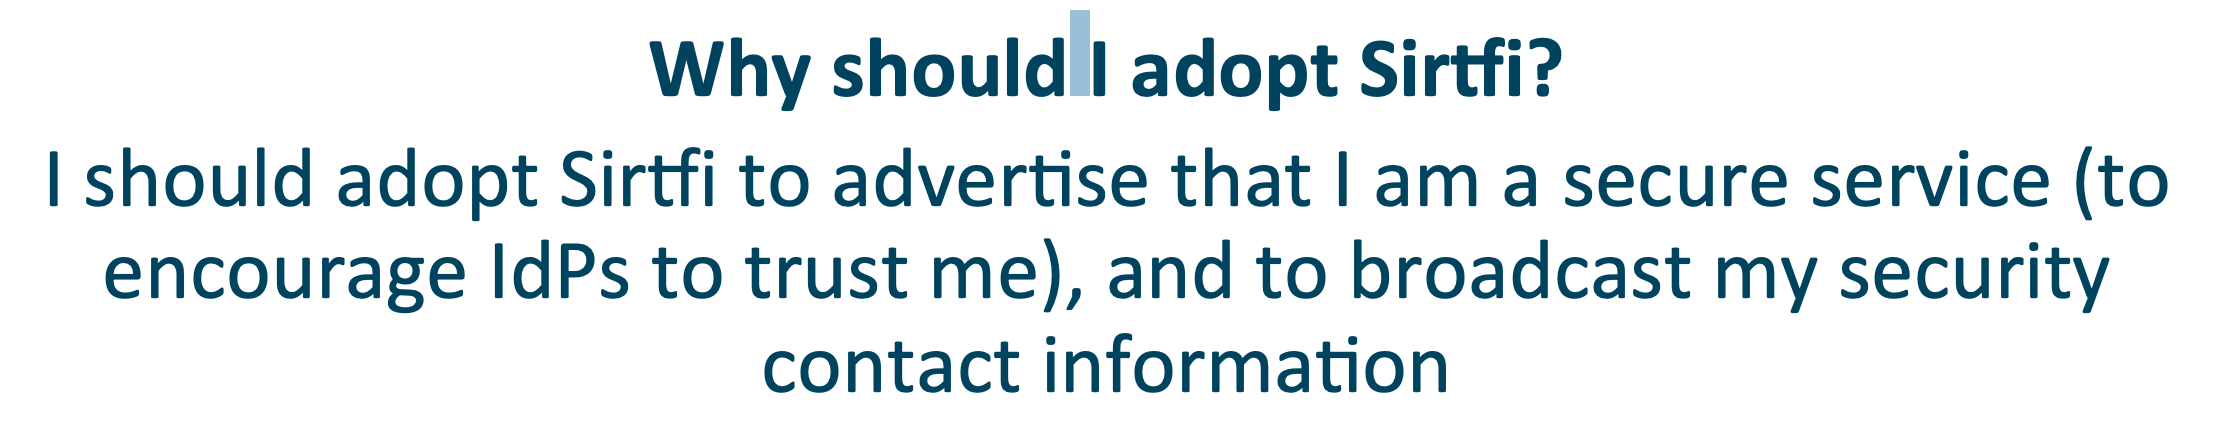 Why should I adopt Sirtfi?
I should adopt Sirtfi to advertise that I am a secure service (to
encourage IdPs to trust me), and to broadcast my security
contact information